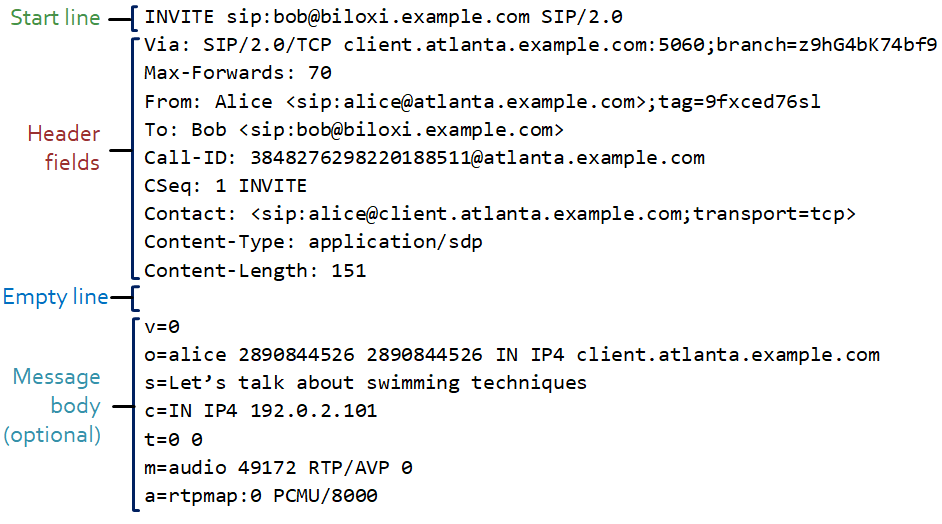 Start line
INVITE sip:bob@biloxi.example.com SIP/2.0
Header
fields
Via: SIP/2.0/TCP client.atlanta.example.com:5060;branch=z9hG4bK74bf9
Max-Forwards: 70
From: Alice <sip:alice@atlanta.example.com>;tag=9fxced76sl
To: Bob <sip:bob@biloxi.example.com>
Call-ID: 3848276298220188511@atlanta.example.com
CSeq: 1 INVITE
Contact: <sip:alice@client.atlanta.example.com;transport=tcp>
Content-Type: application/sdp
Content-Length: 151
Empty line
Message
body
(optional)
v=0
o=alice 2890844526 2890844526 IN IP4 client.atlanta.example.com
s=Let’s talk about swimming techniques
c=IN IP4 192.0.2.101
t=0 0
m=audio 49172 RTP/AVP 0
a=rtpmap:0 PCMU/8000